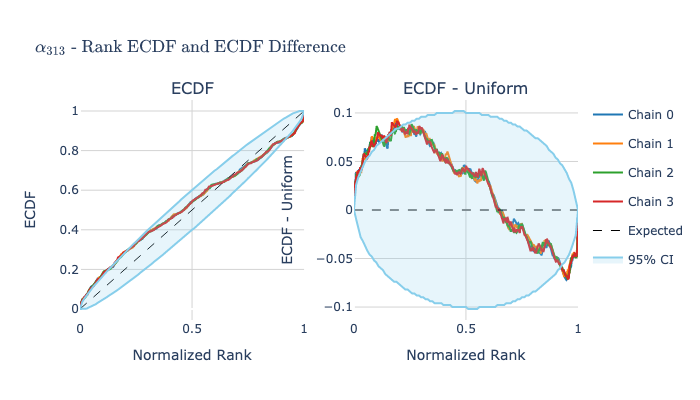 α₃₁₃ - Rank ECDF and ECDF Difference
ECDF
ECDF
1
0.8
0.6
0.4
0.2
0
0
0.5
1
Normalized Rank
ECDF - Uniform
ECDF - Uniform
0.1
0.05
0
−0.05
−0.1
0
0.5
1
Normalized Rank
Chain 0
Chain 1
Chain 2
Chain 3
Expected
95% CI